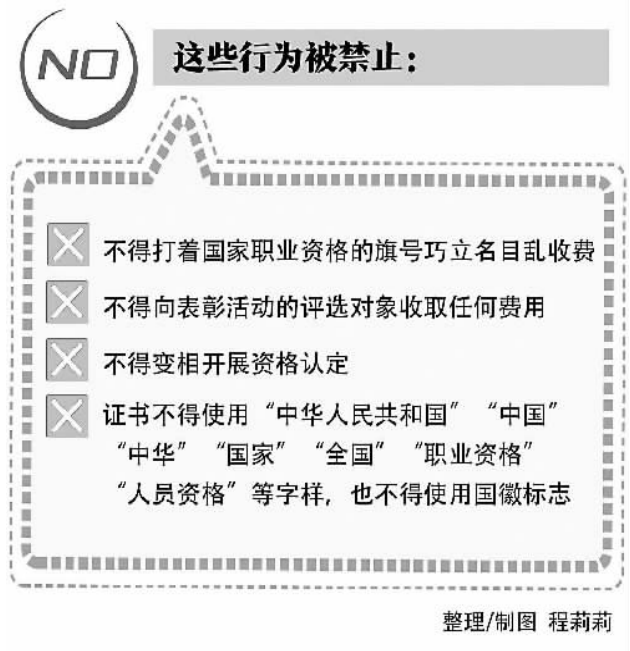 NO
这些行为被禁止：
不得打着国家职业资格的旗号巧立名目乱收费
不得向表彰活动的评选对象收取任何费用
不得变相开展资格认定
证书不得使用“中华人民共和国”“中国”
“中华”“国家”“全国”“职业资格”
“人员资格”等字样，也不得使用国徽标志
整理/制图 程莉莉